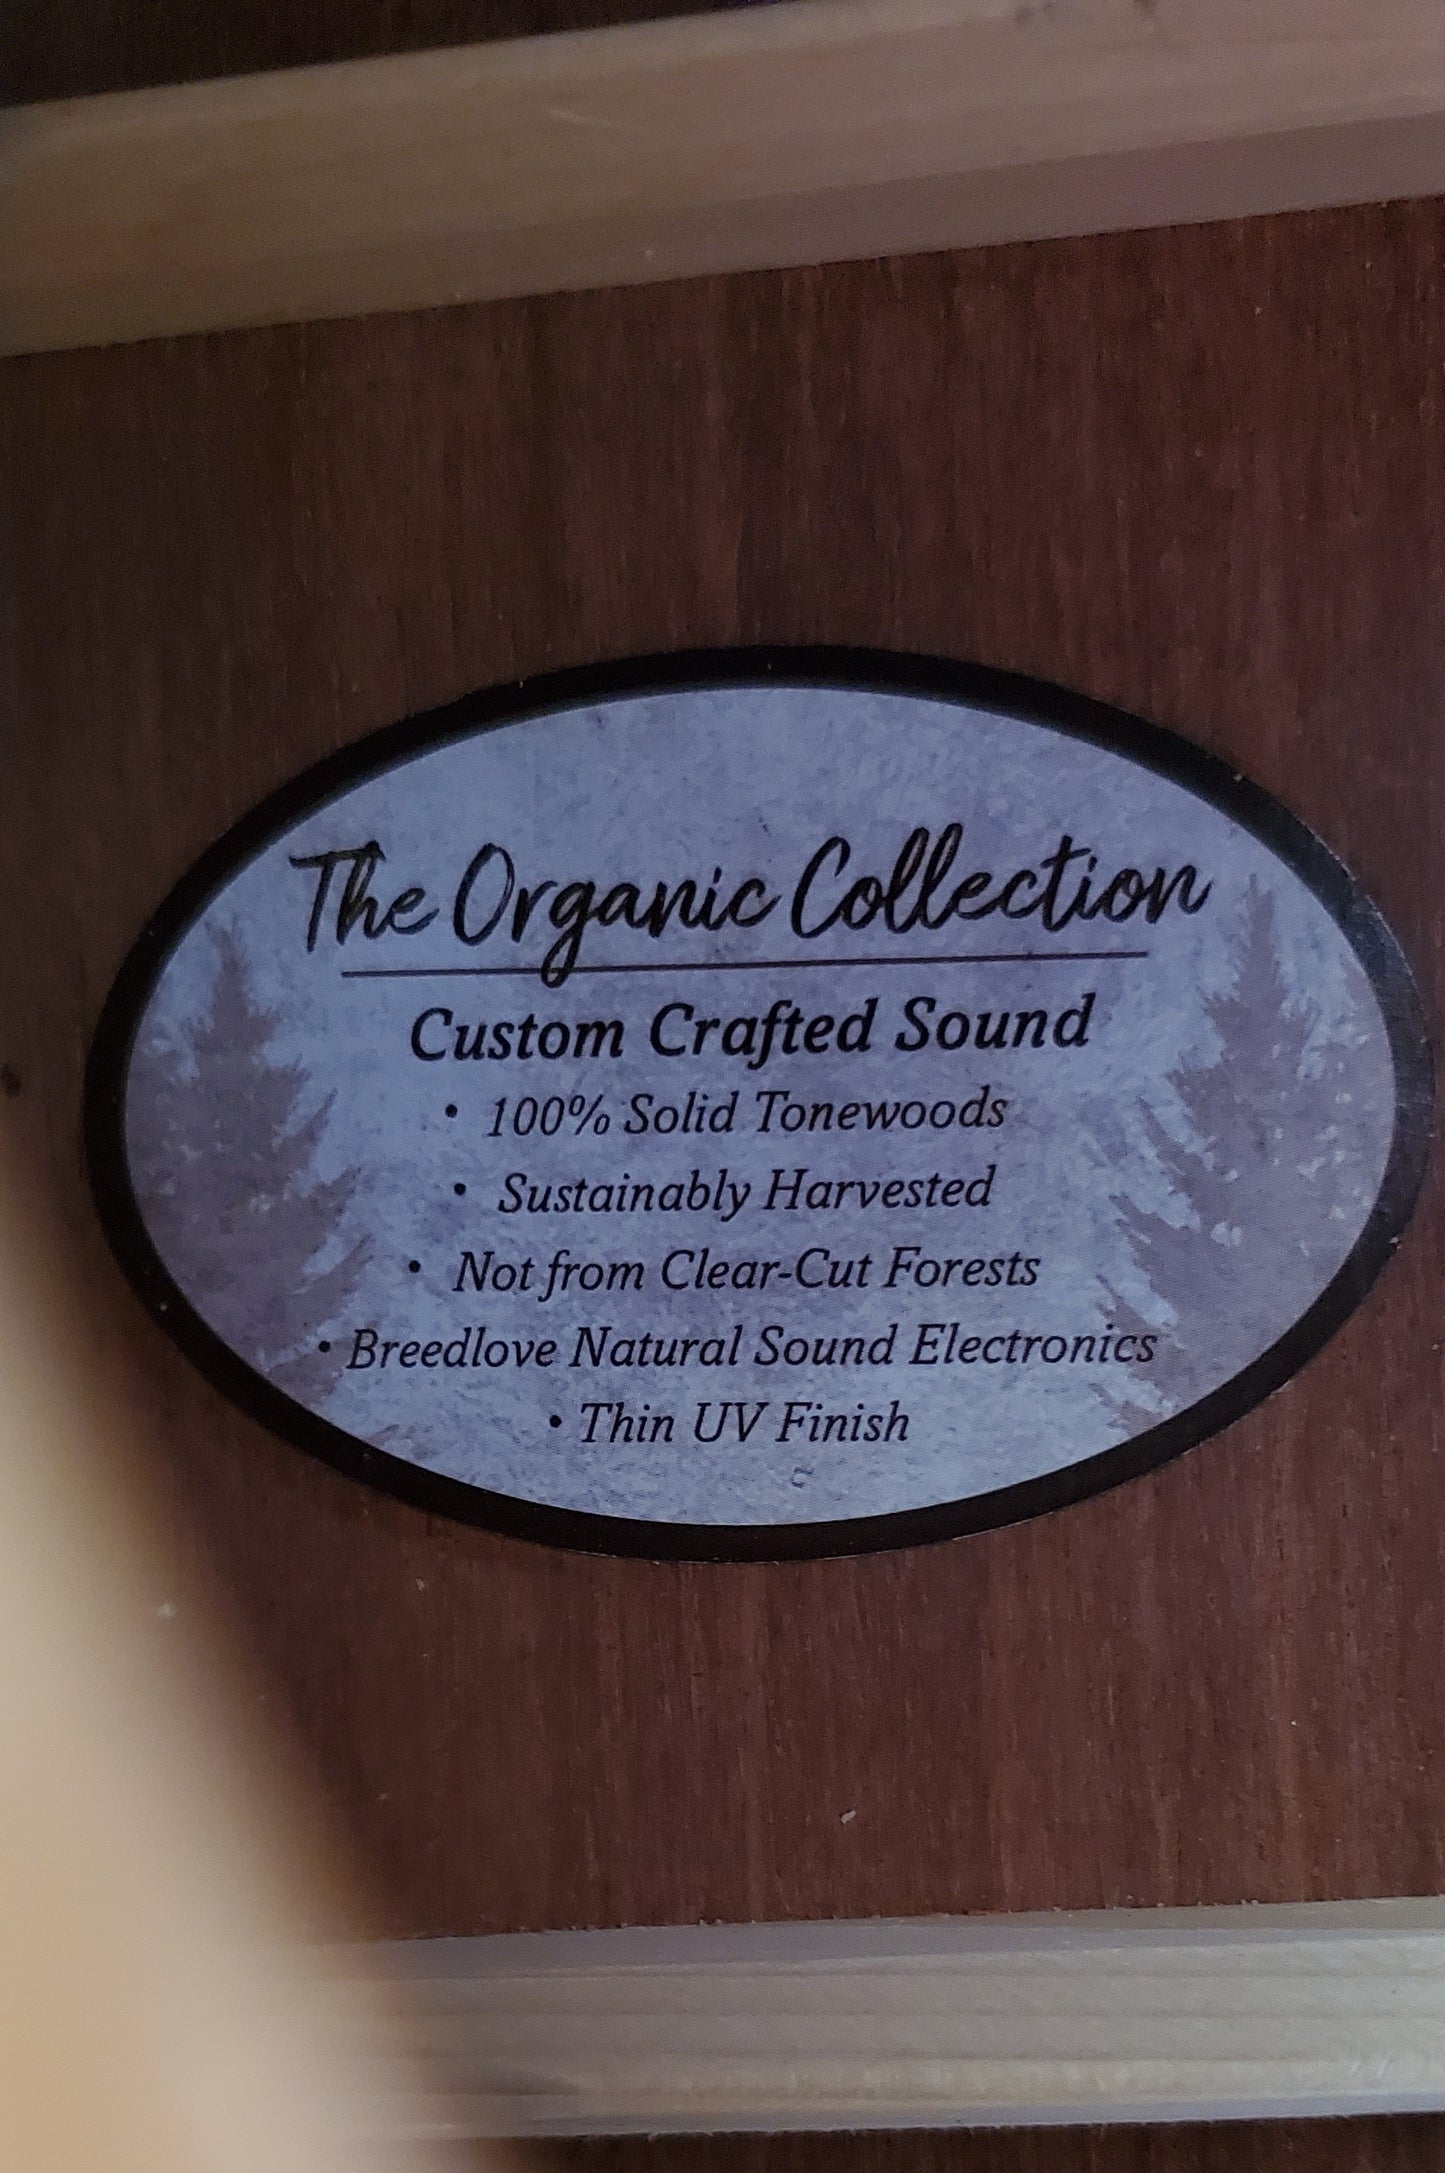 The Organic Collection
Custom Crafted Sound
• 100% Solid Tonewoods
• Sustainably Harvested
• Not from Clear-Cut Forests
• Breedlove Natural Sound Electronics
• Thin UV Finish